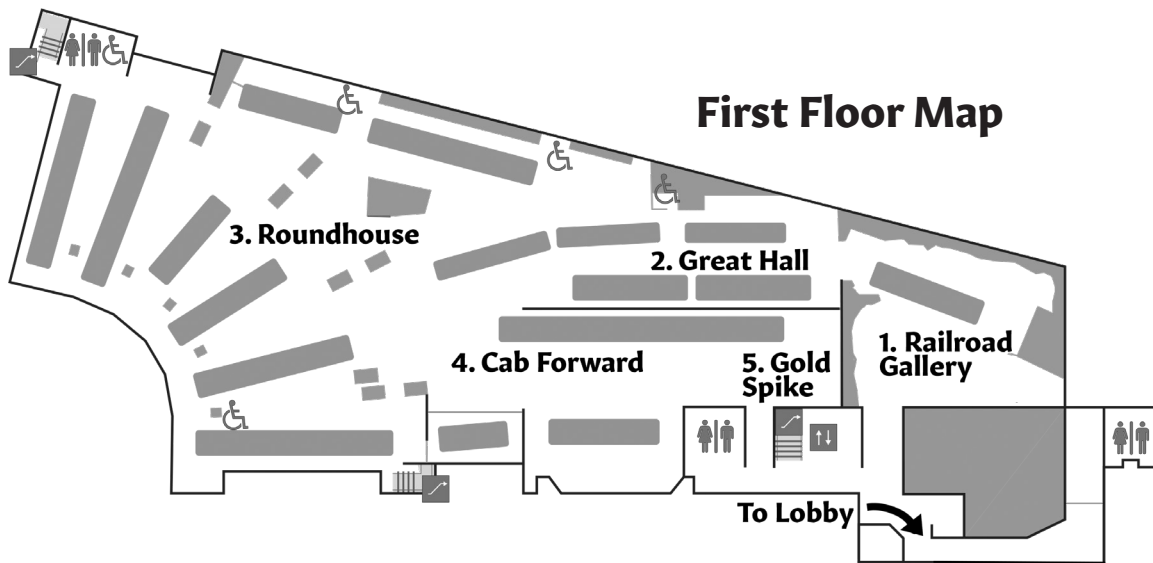 First Floor Map
3. Roundhouse
2. Great Hall
1. Railroad
Gallery
4. Cab Forward
5. Gold
Spike
To Lobby